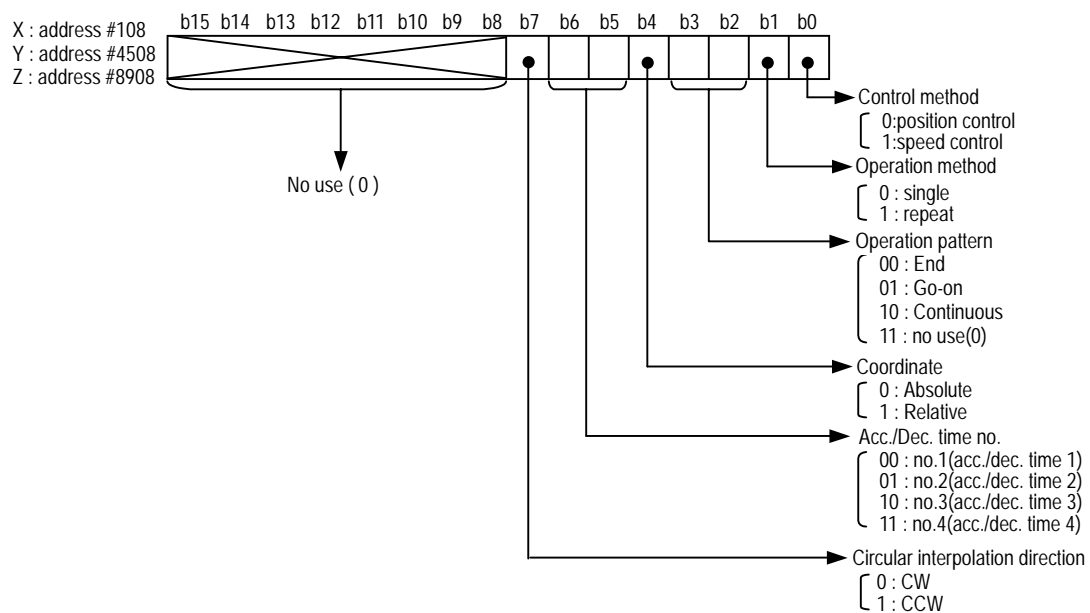 X : address #108
Y : address #4508
Z : address #8908
b15 b14 b13 b12 b11 b10 b9 b8 b7 b6 b5 b4 b3 b2 b1 b0
No use ( 0 )
Control method
0:position control
1:speed control
Operation method
0 : single
1 : repeat
Operation pattern
00 : End
01 : Go-on
10 : Continuous
11 : no use(0)
Coordinate
0 : Absolute
1 : Relative
Acc./Dec. time no.
00 : no.1(acc./dec. time 1)
01 : no.2(acc./dec. time 2)
10 : no.3(acc./dec. time 3)
11 : no.4(acc./dec. time 4)
Circular interpolation direction
0 : CW
1 : CCW